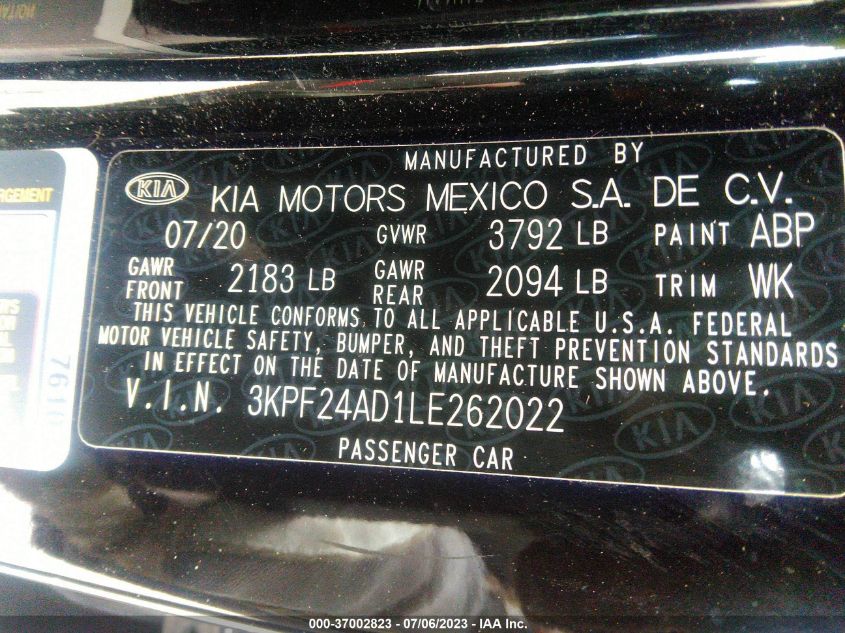 MANUFACTURED BY
KIA KIA MOTORS MEXICO S.A. DE C.V.
07/20 GVWR 3792 LB PAINT ABP
GAWR FRONT 2183 LB GAWR REAR 2094 LB TRIM WK
THIS VEHICLE CONFORMS TO ALL APPLICABLE U.S.A. FEDERAL
MOTOR VEHICLE SAFETY, BUMPER, AND THEFT PREVENTION STANDARDS
IN EFFECT ON THE DATE OF MANUFACTURE SHOWN ABOVE.
V.I.N. 3KPF24AD1LE262022
PASSENGER CAR
000-37002823 - 07/06/2023 - IAA Inc.